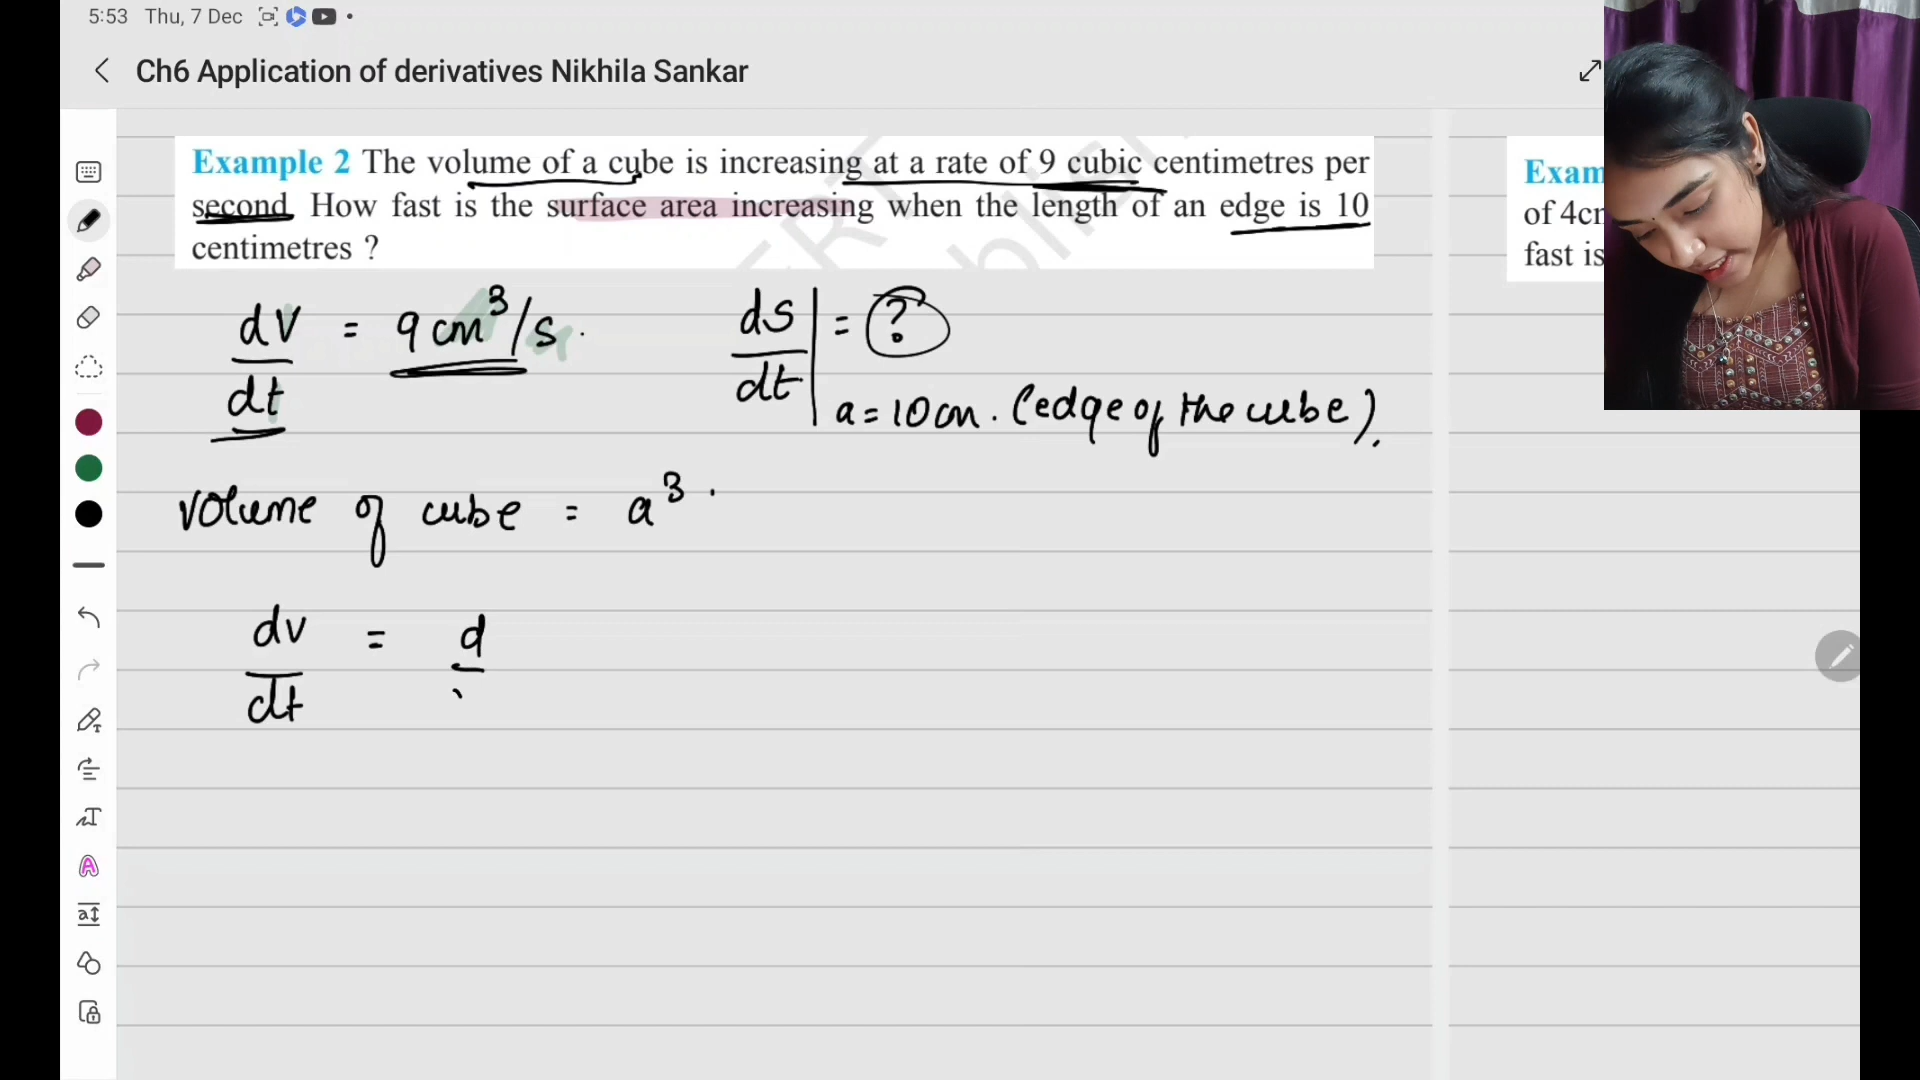 5:53 Thu, 7 Dec
Ch6 Application of derivatives Nikhila Sankar
Example 2 The volume of a cube is increasing at a rate of 9 cubic centimetres per
second. How fast is the surface area increasing when the length of an edge is 10
centimetres ?
dV/dt = 9 cm³/s.
dS/dt | = ?
a = 10 cm. (edge of the cube).
volume of cube = a³.
dv/dt = d
Exam
of 4cm
fast is